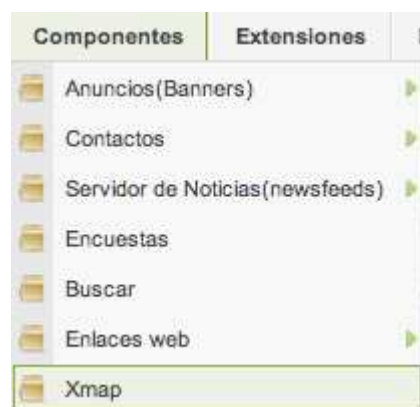 Componentes Extensiones
Anuncios(Banners)
Contactos
Servidor de Noticias(newsfeeds)
Encuestas
Buscar
Enlaces web
Xmap